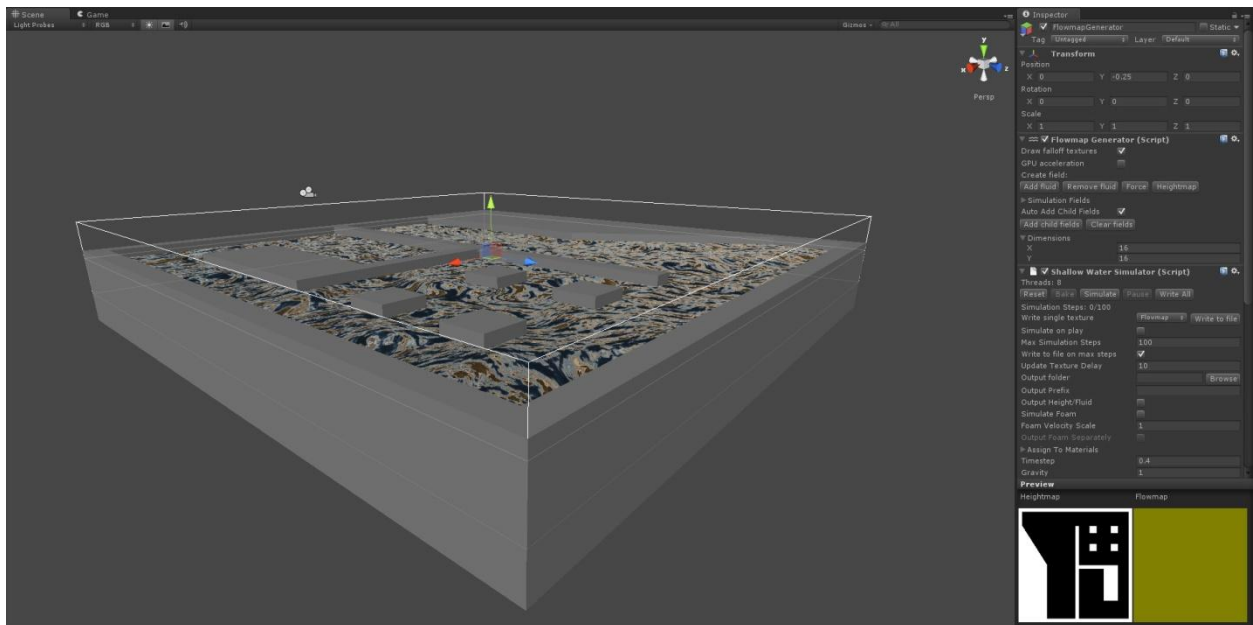 Scene Game
Light Probes RGB Gizmos All
y
x z
Persp
Inspector
FlowmapGenerator Static
Tag Untagged Layer Default
Transform
Position
X 0 Y -0.25 Z 0
Rotation
X 0 Y 0 Z 0
Scale
X 1 Y 1 Z 1
Flowmap Generator (Script)
Draw falloff textures
GPU acceleration
Create field:
Add fluid Remove fluid Force Heightmap
Simulation Fields
Auto Add Child Fields
Add child fields Clear fields
Dimensions
X 16
Y 16
Shallow Water Simulator (Script)
Threads: 8
Reset Bake Simulate Pause Write All
Simulation Steps: 0/100
Write single texture Flowmap Write to file
Simulate on play
Max Simulation Steps 100
Write to file on max steps
Update Texture Delay 10
Output folder Browse
Output Prefix
Output Height/Fluid
Simulate Foam
Foam Velocity Scale 1
Output Foam Separately
Assign To Materials
Timestep 0.4
Gravity 1
Preview
Heightmap Flowmap